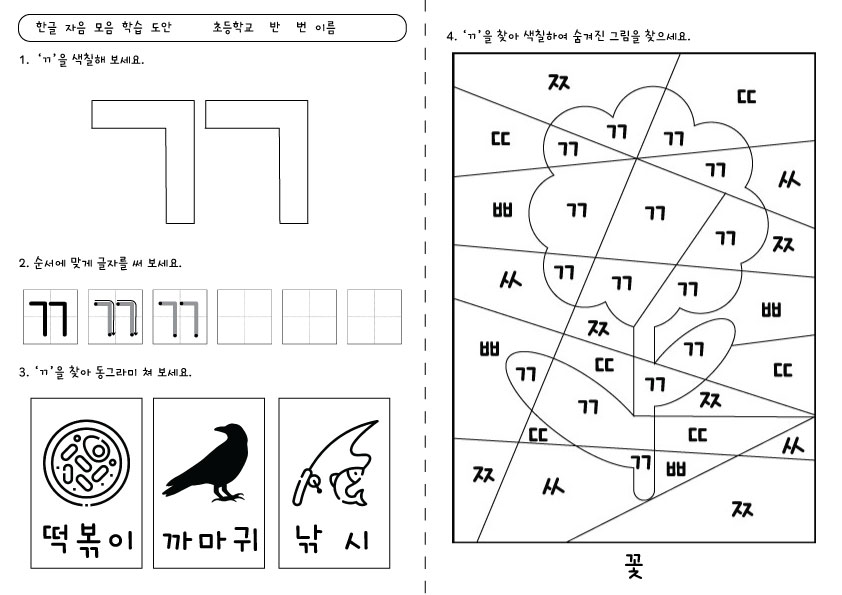 한글 자음 모음 학습 도안 초등학교 반 번 이름
1. 'ㄲ'을 색칠해 보세요.
ㄲ
2. 순서에 맞게 글자를 써 보세요.
ㄲ ㄲ ㄲ
3. 'ㄲ'을 찾아 동그라미 쳐 보세요.
떡볶이 까마귀 낚시
4. 'ㄲ'을 찾아 색칠하여 숨겨진 그림을 찾으세요.
ㅉ ㄸ
ㄸ ㄲ ㄲ ㄲ
ㄲ ㅆ
ㅃ ㄲ ㄲ
ㄲ ㅉ
ㅆ ㄲ ㄲ ㄲ
ㅉ ㅃ
ㅃ ㄲ
ㄲ ㄸ ㄲ ㄸ
ㄲ ㅉ
ㄸ ㄸ ㅆ
ㅉ ㅆ ㄲ ㅃ
ㅉ
꽃